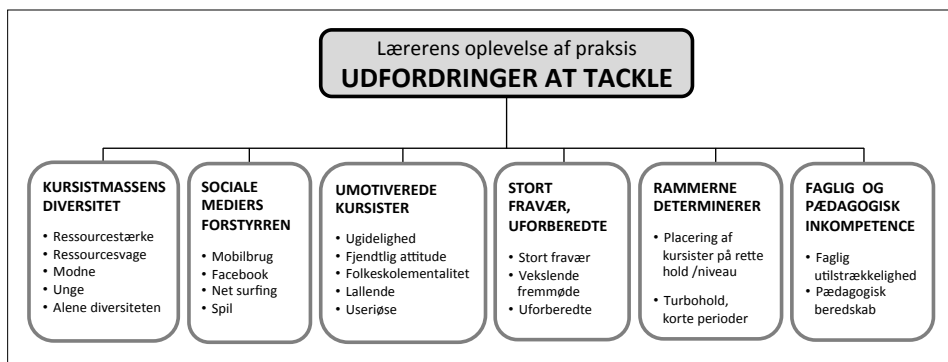 Lærerens oplevelse af praksis
UDFORDRINGER AT TACKLE
KURSISTMASSENS
DIVERSITET
• Ressourcestærke
• Ressourcesvage
• Modne
• Unge
• Alene diversiteten
SOCIALE
MEDIERS
FORSTYRREN
• Mobilbrug
• Facebook
• Net surfing
• Spil
UMOTIVEREDE
KURSISTER
• Ugidelighed
• Fjendtlig attitude
• Folkeskolementalitet
• Lallende
• Useriøse
STORT
FRAVÆR,
UFORBEREDTE
• Stort fravær
• Vekslende
fremmøde
• Uforberedte
RAMMERNE
DETERMINERER
• Placering af
kursister på rette
hold /niveau
• Turbohold,
korte perioder
FAGLIG OG
PÆDAGOGISK
INKOMPETENCE
• Faglig
utilstrækkelighed
• Pædagogisk
beredskab